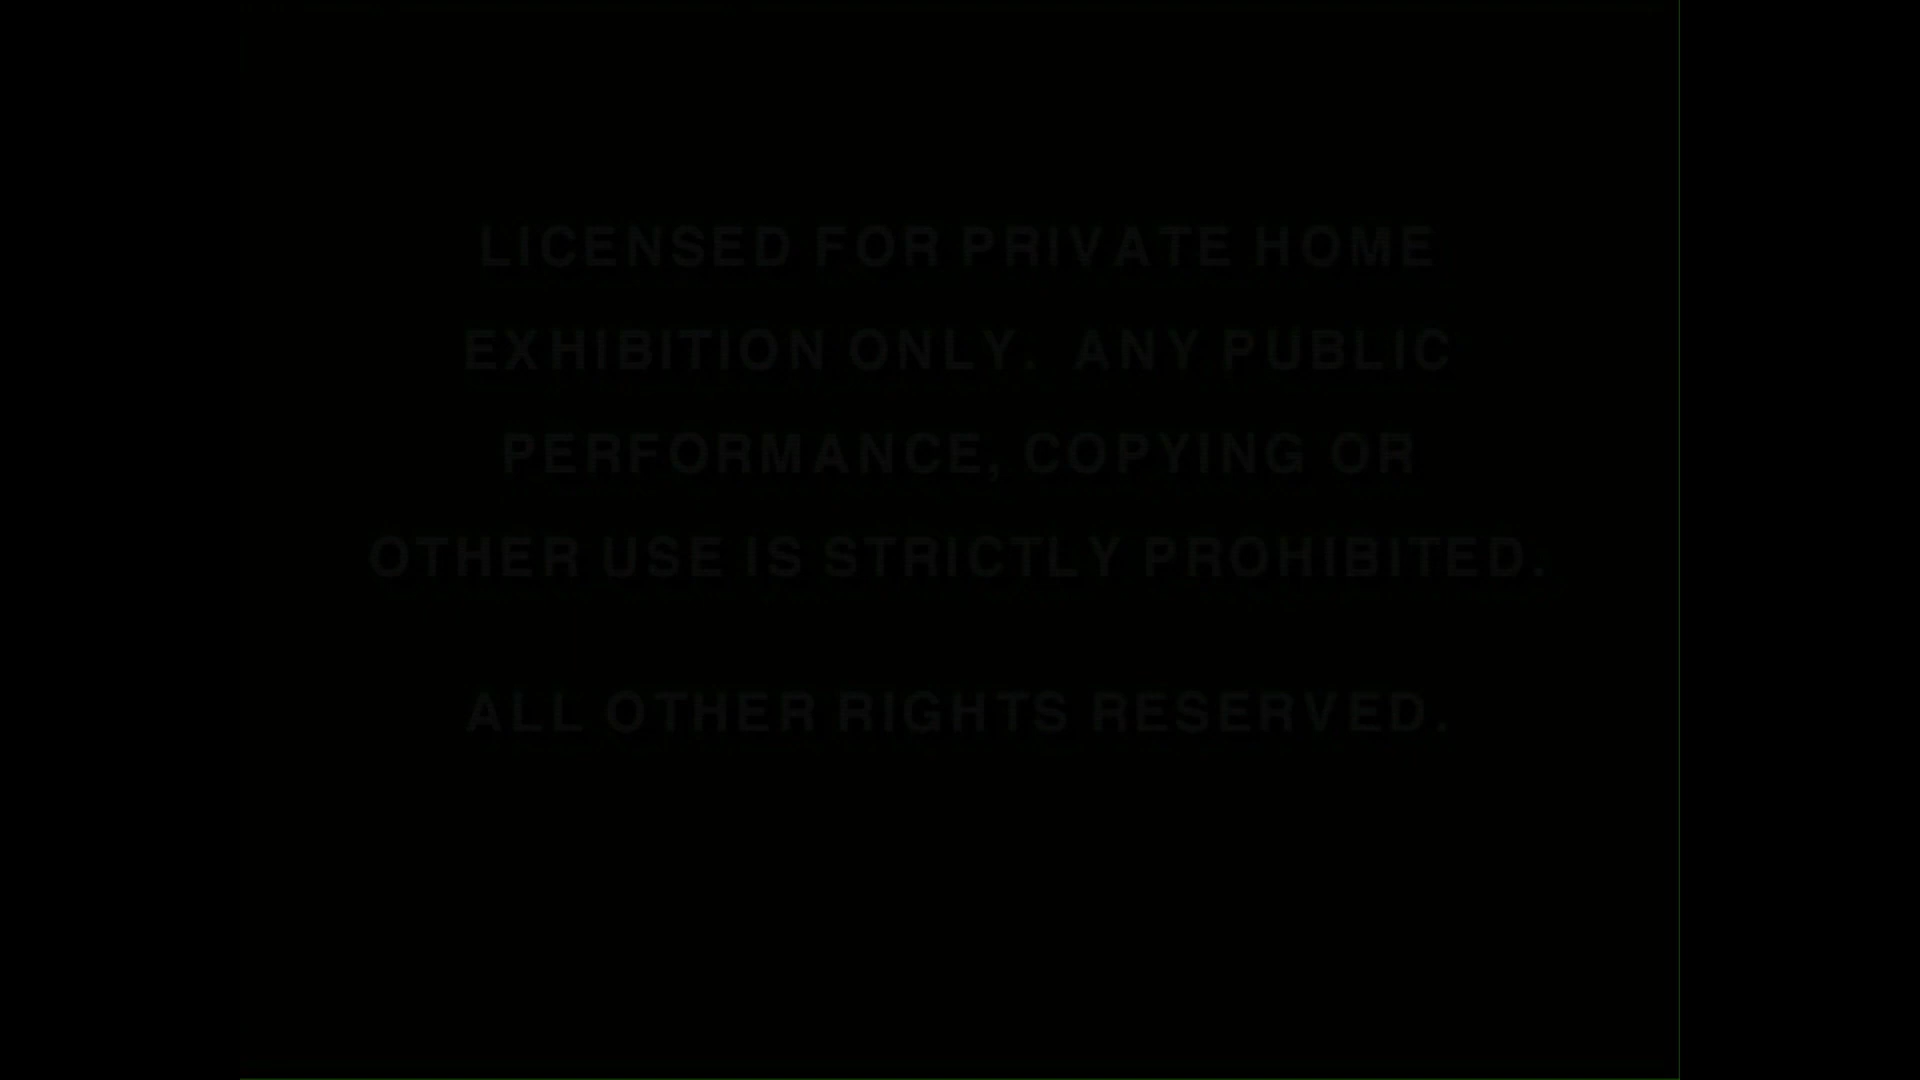 LICENSED FOR PRIVATE HOME
EXHIBITION ONLY. ANY PUBLIC
PERFORMANCE, COPYING OR
OTHER USE IS STRICTLY PROHIBITED.
ALL OTHER RIGHTS RESERVED.